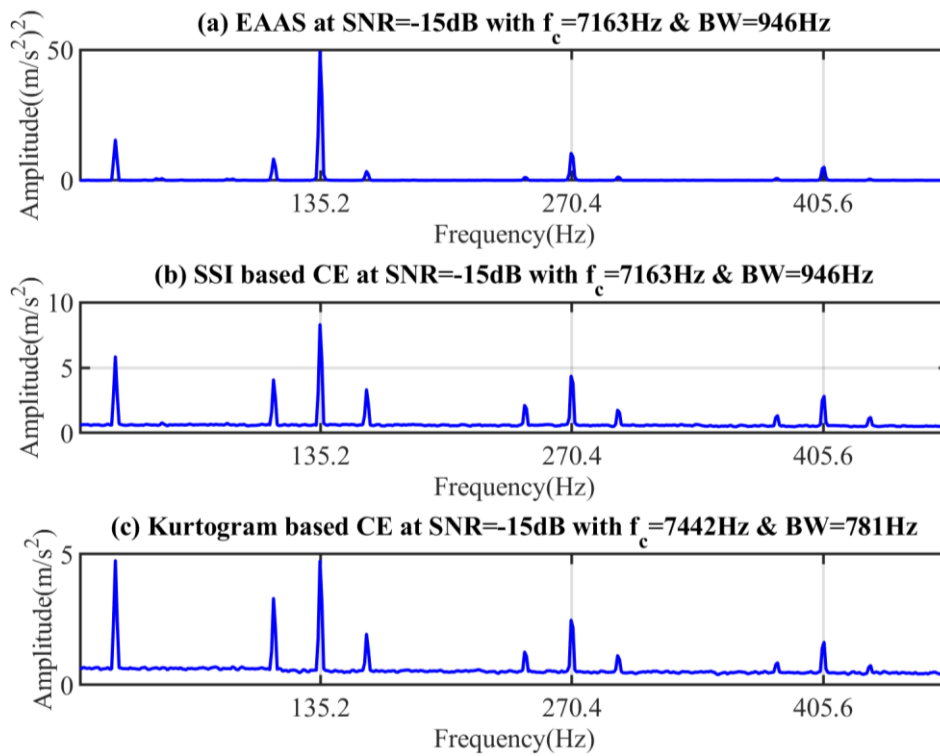 (a) EAAS at SNR=-15dB with f_c=7163Hz & BW=946Hz
Amplitude((m/s²)²)
50
0
135.2 270.4 405.6
Frequency(Hz)
(b) SSI based CE at SNR=-15dB with f_c=7163Hz & BW=946Hz
Amplitude(m/s²)
10
5
0
135.2 270.4 405.6
Frequency(Hz)
(c) Kurtogram based CE at SNR=-15dB with f_c=7442Hz & BW=781Hz
Amplitude(m/s²)
5
0
135.2 270.4 405.6
Frequency(Hz)